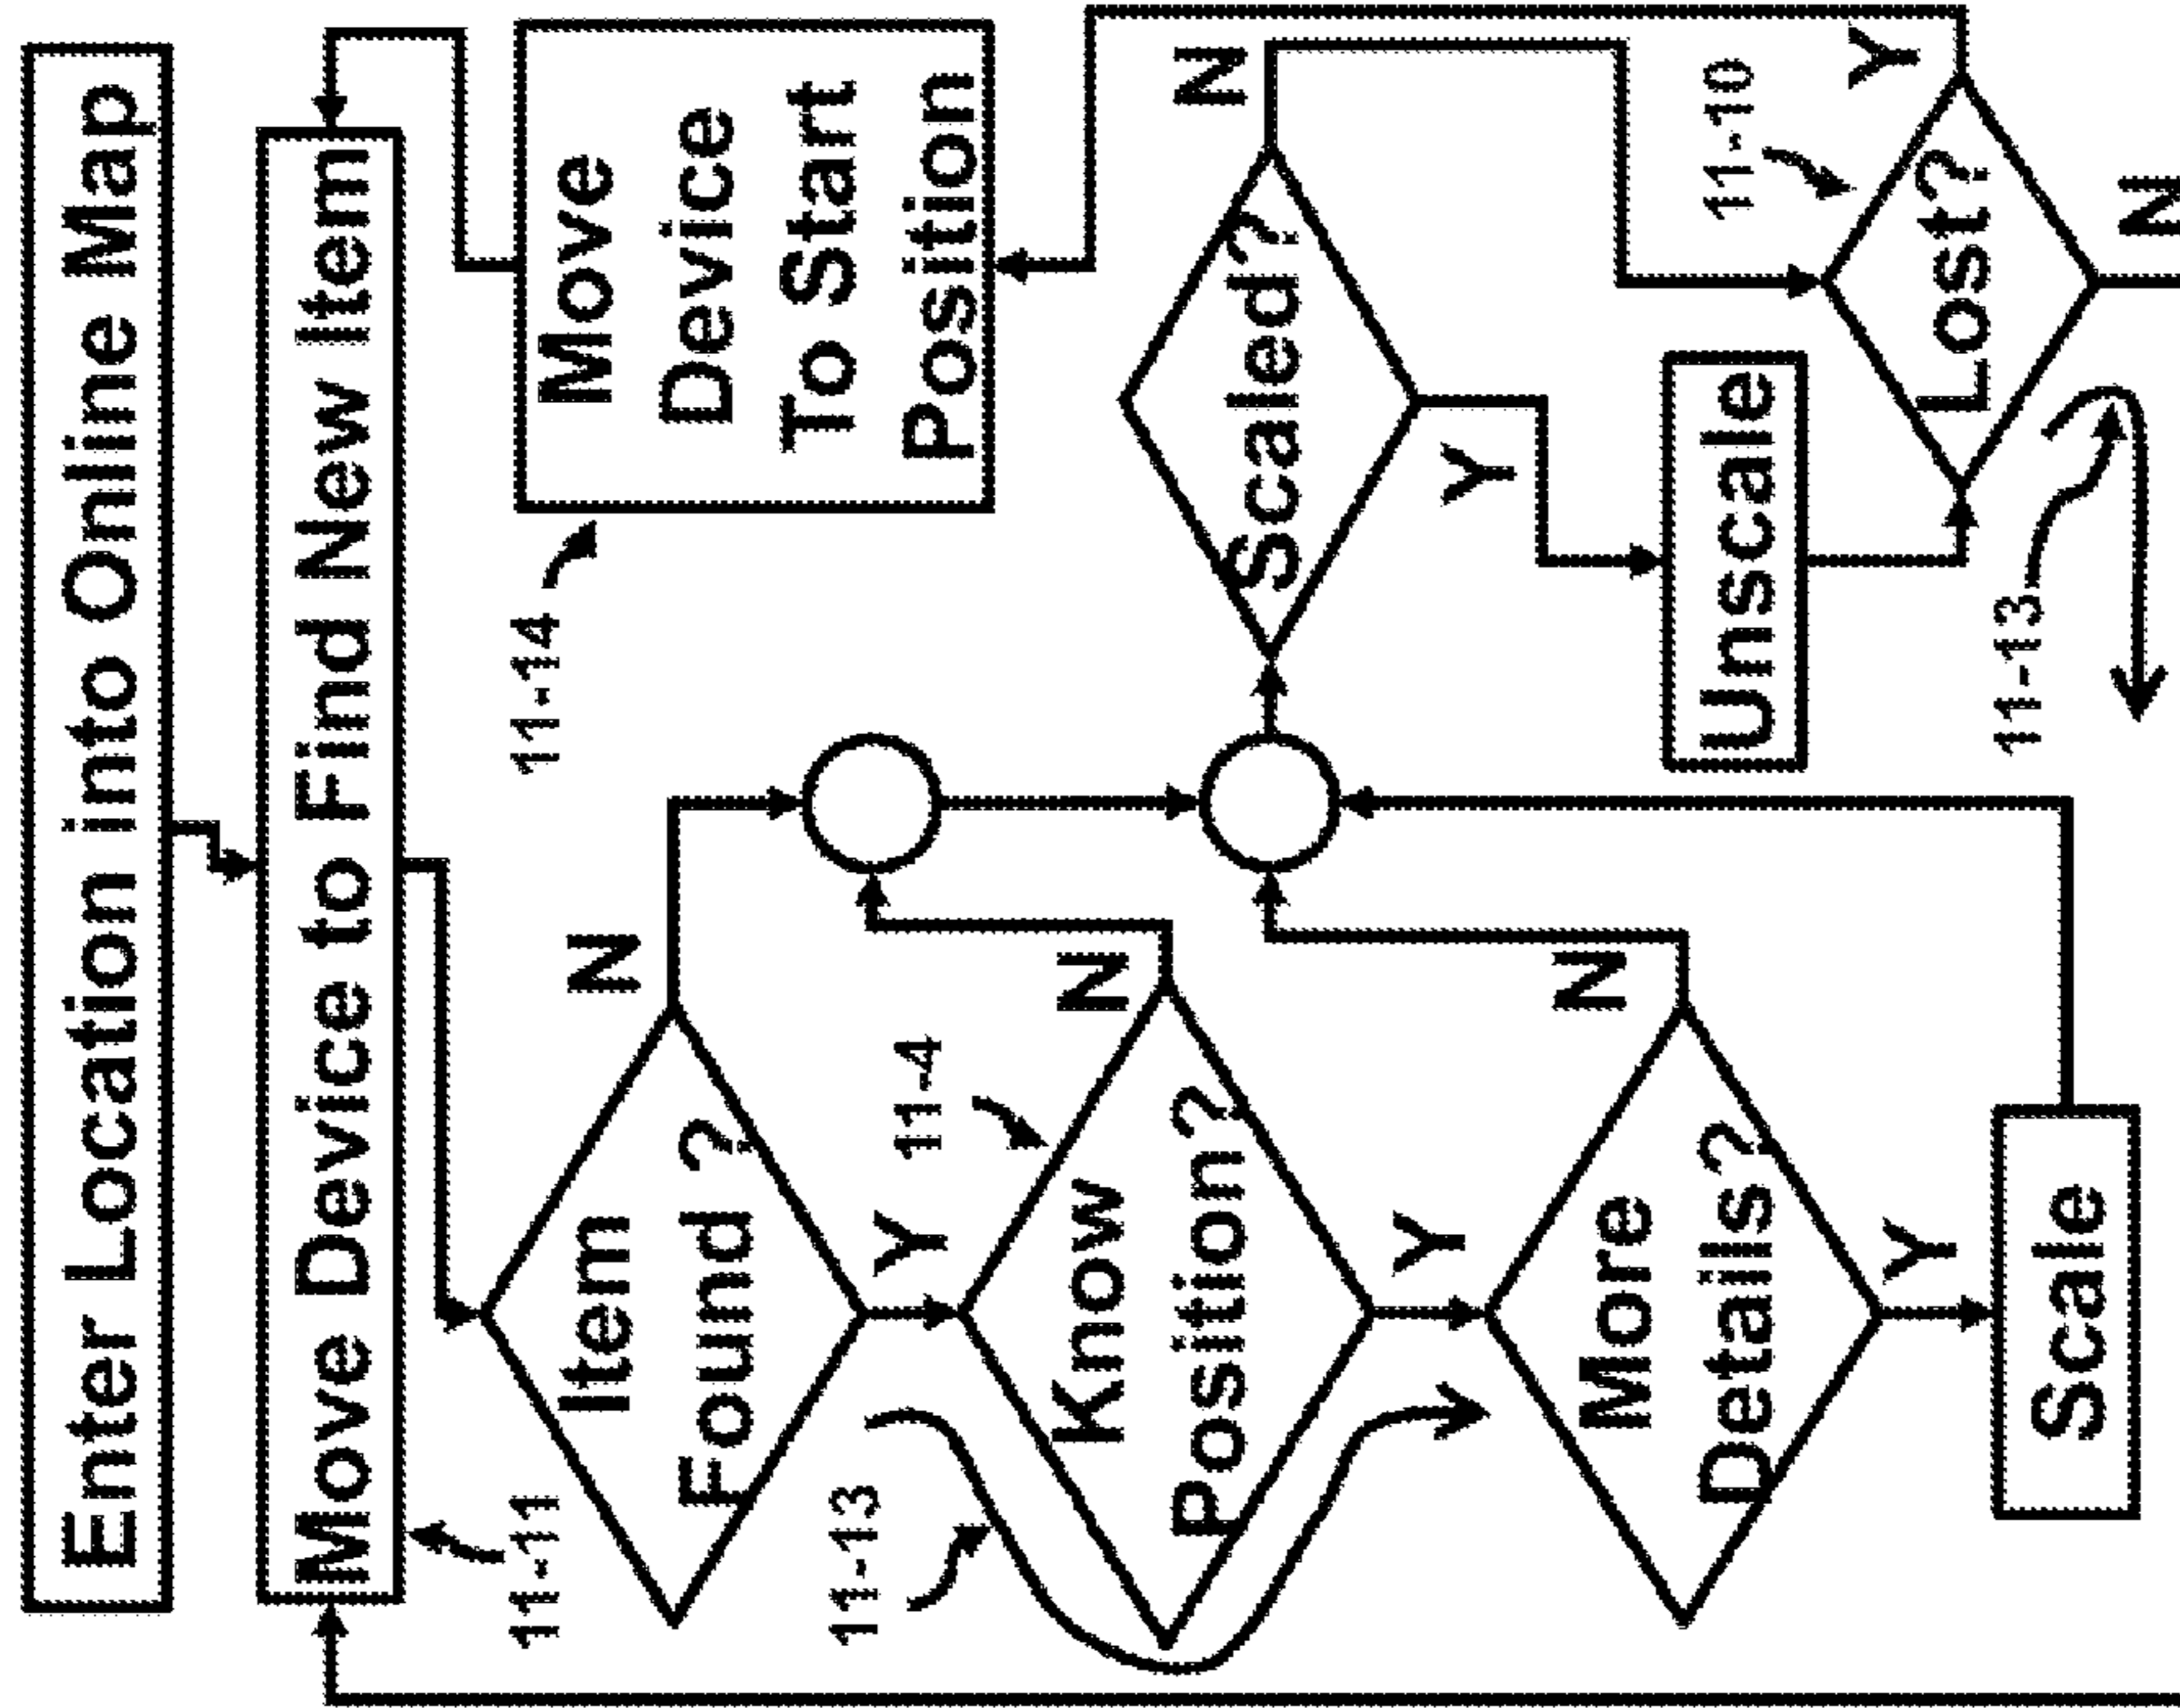 Enter Location into Online Map
Move Device to Find New Item
11-11
Item
Found ?
N
Y
11-14
Move
Device
To Start
Position
11-13
11-4
Know
Position ?
N
Y
Scaled?
N
Y
More
Details?
N
Y
Unscale
11-10
Lost?
Y
N
11-13
Scale